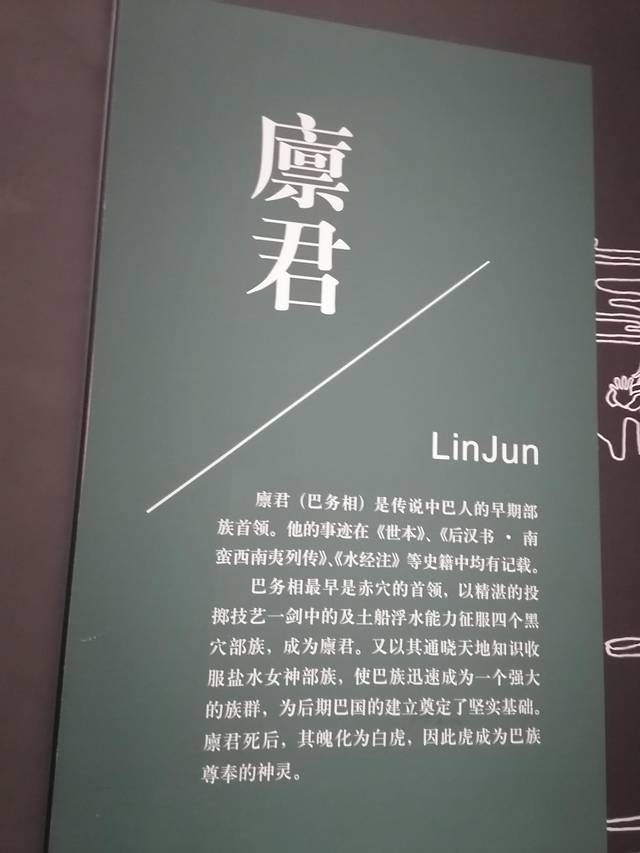 廪君
LinJun
廪君（巴务相）是传说中巴人的早期部
族首领。他的事迹在《世本》、《后汉书 · 南
蛮西南夷列传》、《水经注》等史籍中均有记载。
巴务相最早是赤穴的首领，以精湛的投
掷技艺一剑中的及土船浮水能力征服四个黑
穴部族，成为廪君。又以其通晓天地知识收
服盐水女神部族，使巴族迅速成为一个强大
的族群，为后期巴国的建立奠定了坚实基础。
廪君死后，其魄化为白虎，因此虎成为巴族
尊奉的神灵。